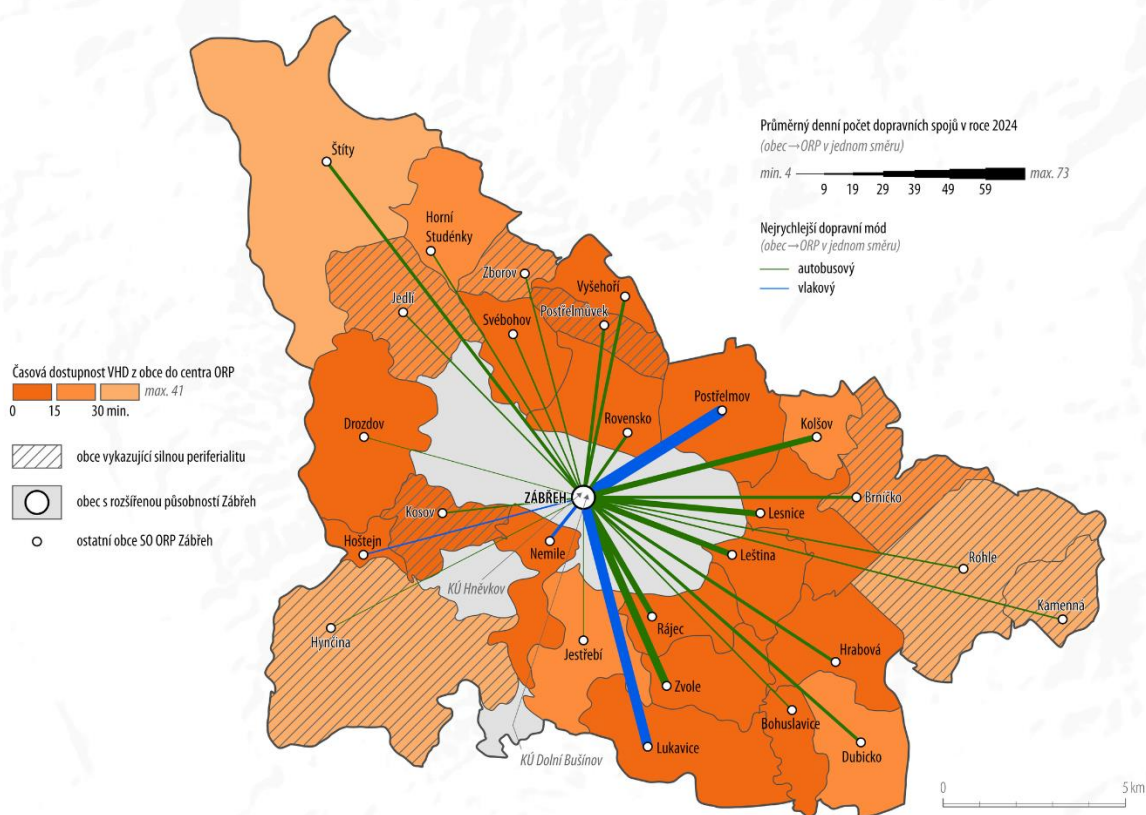 Štíty
Horní
Studénky
Zborov
Jedlí
Vyšehoří
Postřelmůvek
Svébohov
Průměrný denní počet dopravních spojů v roce 2024
(obec→ORP v jednom směru)
min. 4
max. 73
9 19 29 39 49 59
Nejrychlejší dopravní mód
(obec→ORP v jednom směru)
autobusový
vlakový
Časová dostupnost VHD z obce do centra ORP
max. 41
0 15 30 min.
obce vykazující silnou periferialitu
obec s rozšířenou působností Zábřeh
ostatní obce SO ORP Zábřeh
Drozdov
Rovensko
Postřelmov
Kolšov
ZÁBŘEH
Brníčko
Kosov
Lesnice
Hoštejn
Nemile
Leština
Rohle
KÚ Hněvkov
Kamenná
Hynčina
Jestřebí
Rájec
Hrabová
Zvole
Bohuslavice
Lukavice
Dubicko
KÚ Dolní Bušínov
0 5 km